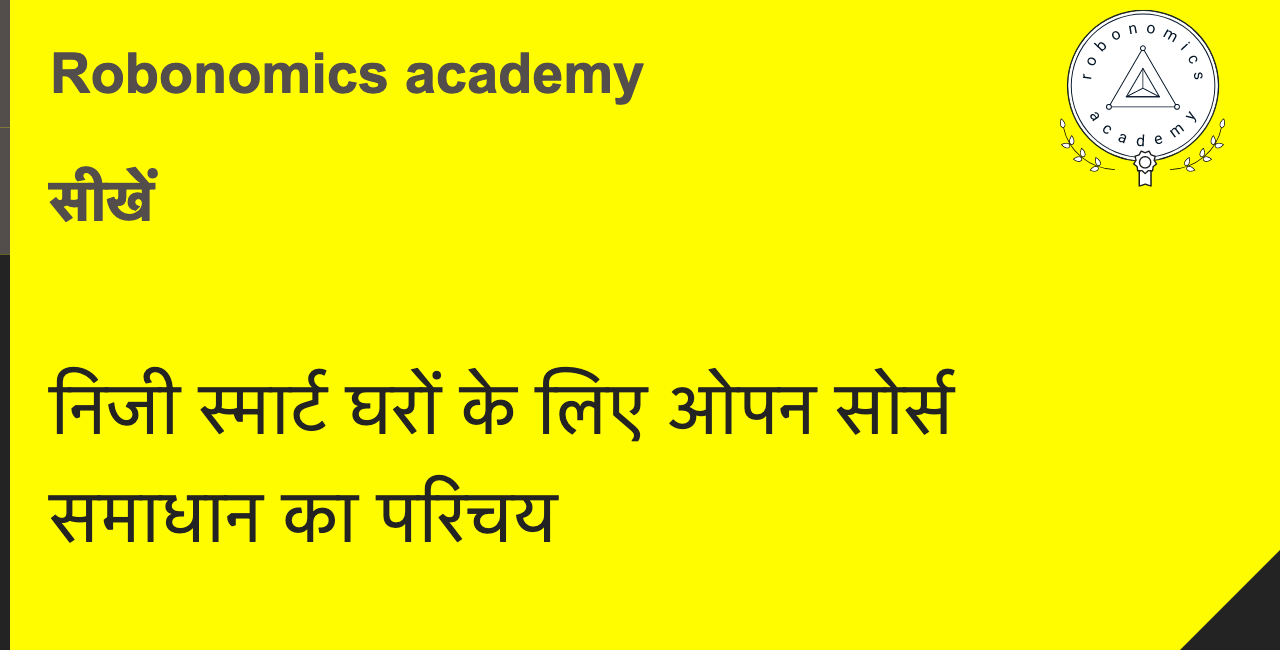 Robonomics academy
robonomics
academy
सीखें
निजी स्मार्ट घरों के लिए ओपन सोर्स
समाधान का परिचय